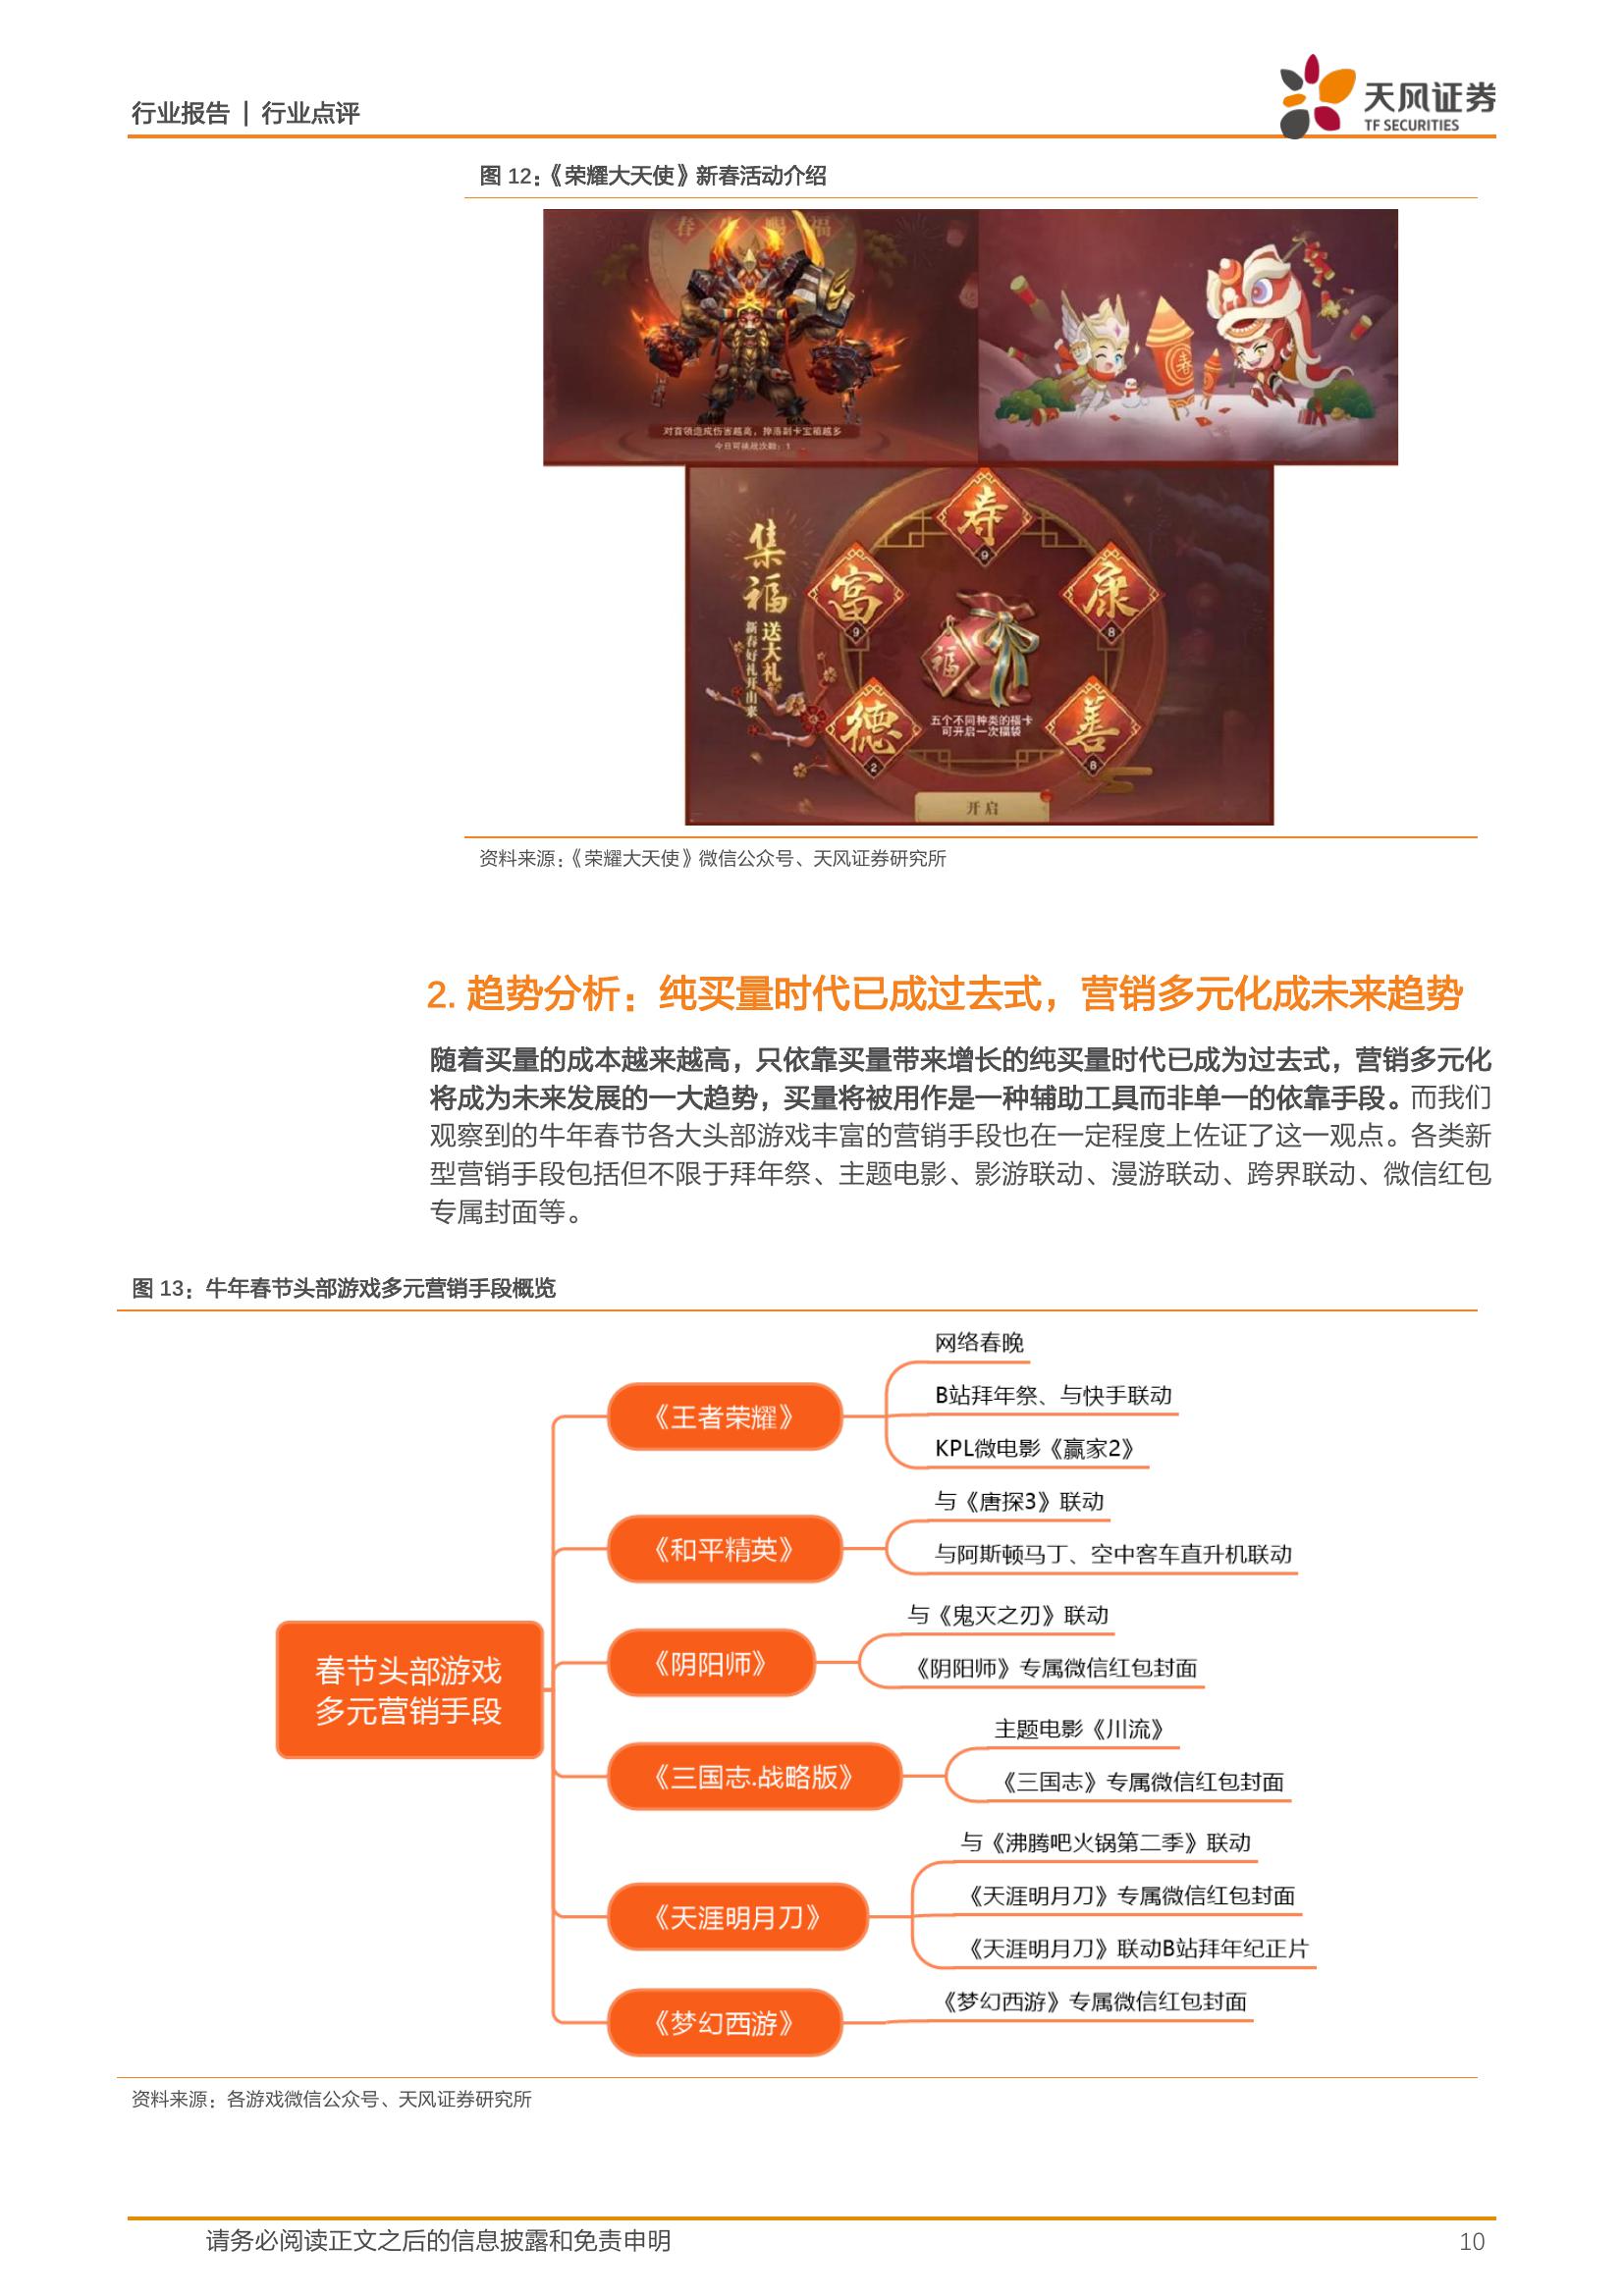 行业报告 | 行业点评
天风证券
TF SECURITIES
图 12：《荣耀大天使》新春活动介绍
春牛赐福
对首领造成伤害越高，掉落副卡宝箱越多
今日可挑战次数：1
春
集福
送大礼
新春好礼开出来
寿
9
富
9
康
8
福
德
2
善
8
五个不同种类的福卡
可开启一次福袋
开启
资料来源：《荣耀大天使》微信公众号、天风证券研究所
2. 趋势分析：纯买量时代已成过去式，营销多元化成未来趋势
随着买量的成本越来越高，只依靠买量带来增长的纯买量时代已成为过去式，营销多元化
将成为未来发展的一大趋势，买量将被用作是一种辅助工具而非单一的依靠手段。而我们
观察到的牛年春节各大头部游戏丰富的营销手段也在一定程度上佐证了这一观点。各类新
型营销手段包括但不限于拜年祭、主题电影、影游联动、漫游联动、跨界联动、微信红包
专属封面等。
图 13：牛年春节头部游戏多元营销手段概览
春节头部游戏
多元营销手段
《王者荣耀》
网络春晚
B站拜年祭、与快手联动
KPL微电影《赢家2》
《和平精英》
与《唐探3》联动
与阿斯顿马丁、空中客车直升机联动
《阴阳师》
与《鬼灭之刃》联动
《阴阳师》专属微信红包封面
《三国志.战略版》
主题电影《川流》
《三国志》专属微信红包封面
《天涯明月刀》
与《沸腾吧火锅第二季》联动
《天涯明月刀》专属微信红包封面
《天涯明月刀》联动B站拜年纪正片
《梦幻西游》
《梦幻西游》专属微信红包封面
资料来源：各游戏微信公众号、天风证券研究所
请务必阅读正文之后的信息披露和免责申明
10